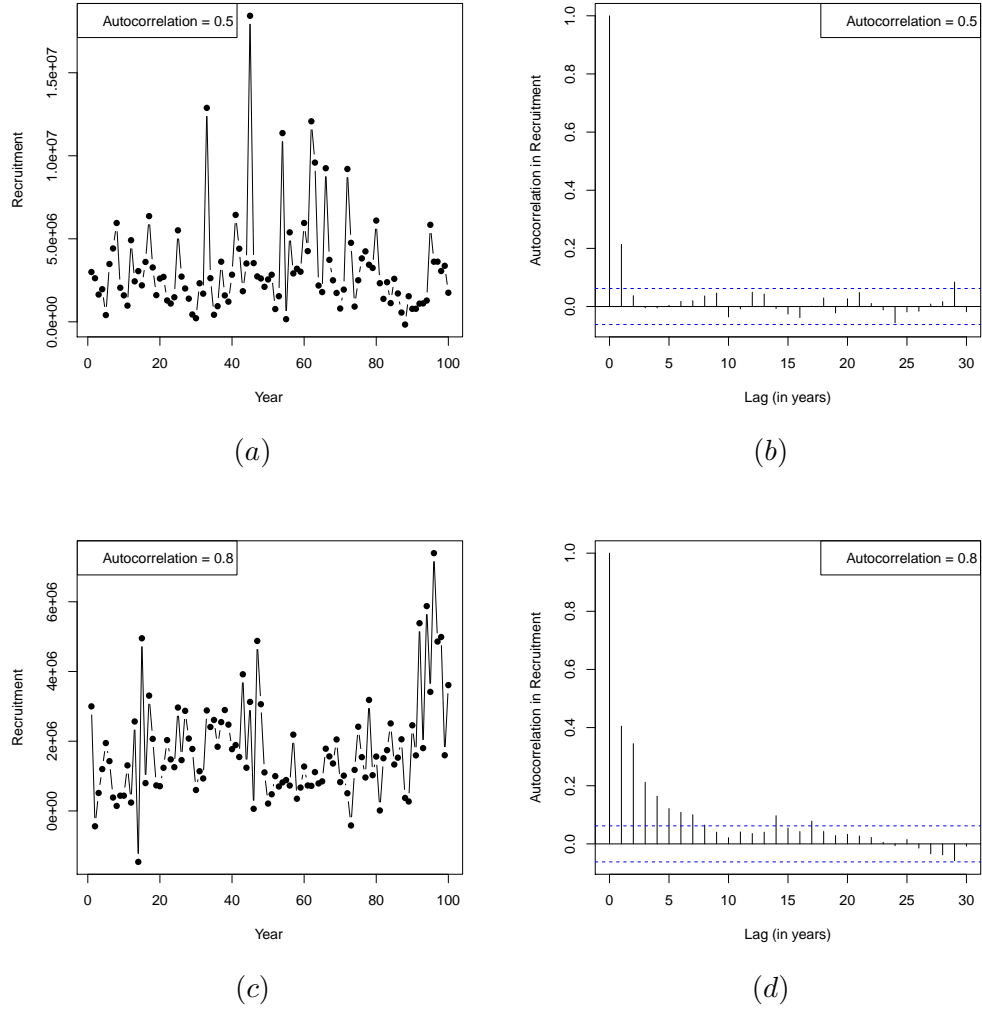 Autocorrelation = 0.5
Recruitment
0.0e+00 5.0e+06 1.0e+07 1.5e+07
0 20 40 60 80 100
Year
(a)
Autocorrelation = 0.5
Autocorrelation in Recruitment
0.0 0.2 0.4 0.6 0.8 1.0
0 5 10 15 20 25 30
Lag (in years)
(b)
Autocorrelation = 0.8
Recruitment
0e+00 2e+06 4e+06 6e+06
0 20 40 60 80 100
Year
(c)
Autocorrelation = 0.8
Autocorrelation in Recruitment
0.0 0.2 0.4 0.6 0.8 1.0
0 5 10 15 20 25 30
Lag (in years)
(d)